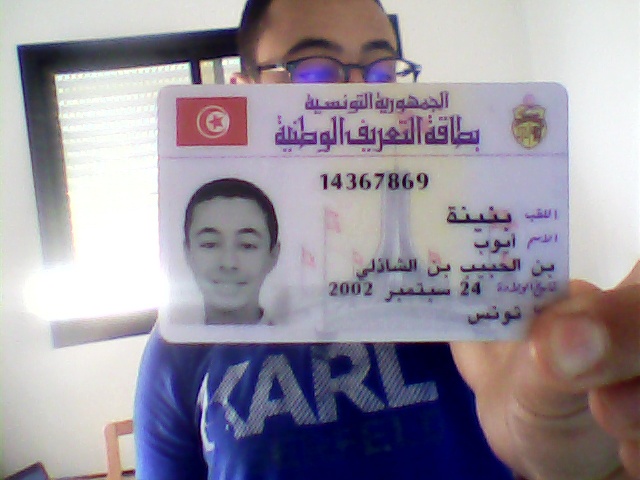 الجمهورية التونسية
بطاقة التعريف الوطنية
14367869
اللقب بنينة
الاسم أيوب
بن الحبيب بن الشاذلي
تاريخ الولادة 24 سبتمبر 2002
تونس
KARL